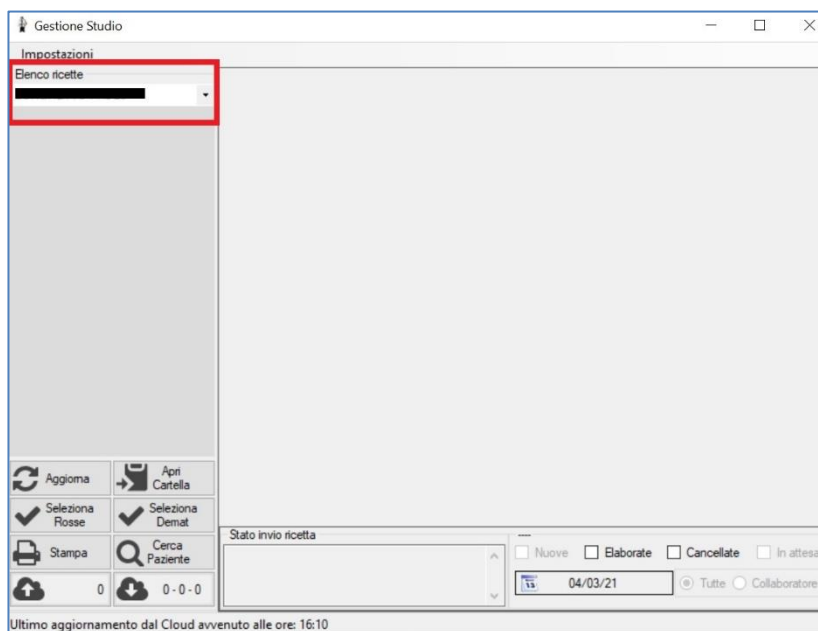 Gestione Studio
Impostazioni
Elenco ricette
Aggiorna
Apri
Cartella
Seleziona
Rosse
Seleziona
Demat
Stampa
Cerca
Paziente
0
0 - 0 - 0
Stato invio ricetta
----
Nuove Elaborate Cancellate In attesa
04/03/21 Tutte Collaboratore
Ultimo aggiornamento dal Cloud avvenuto alle ore: 16:10